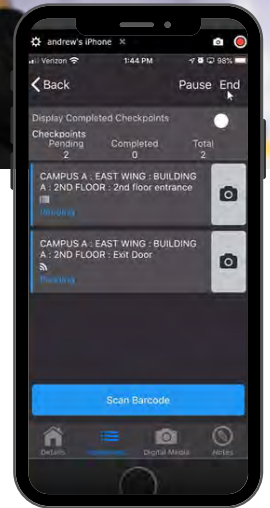 andrew's iPhone ×
Verizon 1:44 PM 98%
Back Pause End
Display Completed Checkpoints
Checkpoints
Pending Completed Total
2 0 2
CAMPUS A : EAST WING : BUILDING
A : 2ND FLOOR : 2nd floor entrance
CAMPUS A : EAST WING : BUILDING
A : 2ND FLOOR : Exit Door
Scan Barcode
Details Digital Media Notes